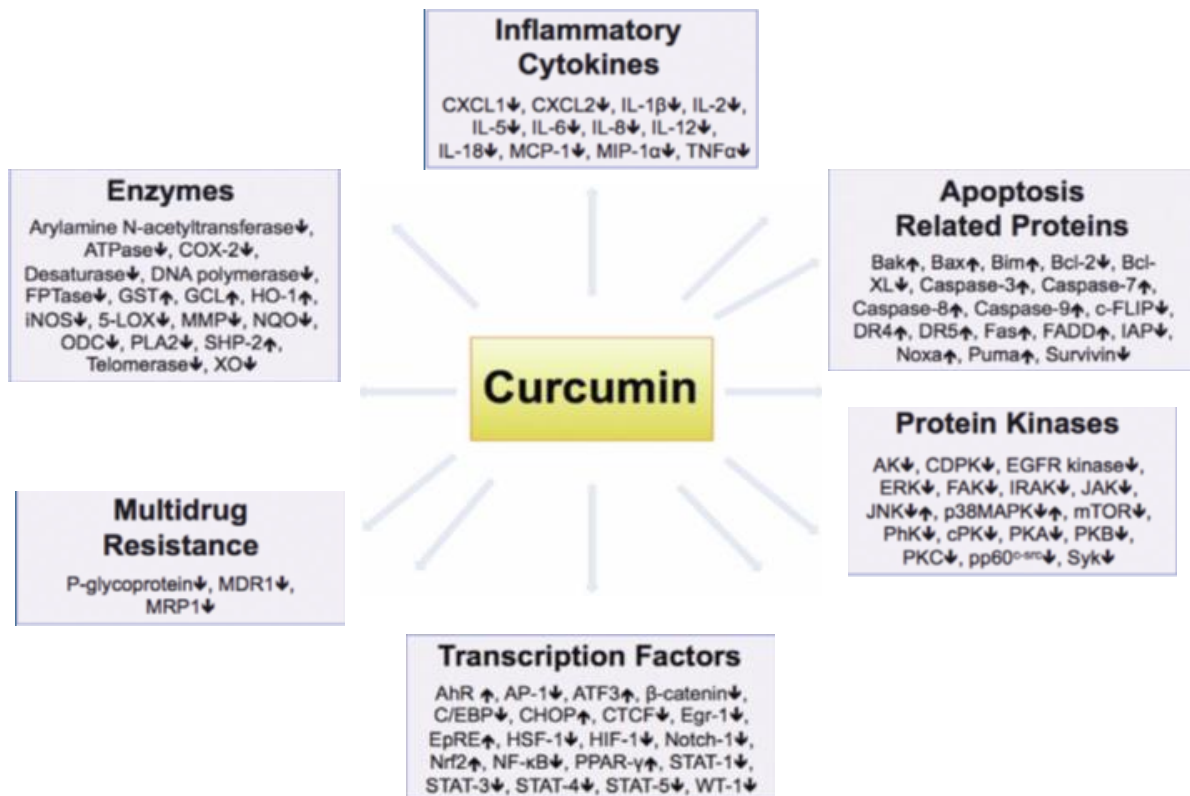 Inflammatory
Cytokines
CXCL1🡻, CXCL2🡻, IL-1β🡻, IL-2🡻,
IL-5🡻, IL-6🡻, IL-8🡻, IL-12🡻,
IL-18🡻, MCP-1🡻, MIP-1α🡻, TNFα🡻
Enzymes
Arylamine N-acetyltransferase🡻,
ATPase🡻, COX-2🡻,
Desaturase🡻, DNA polymerase🡻,
FPTase🡻, GST🡹, GCL🡹, HO-1🡹,
iNOS🡻, 5-LOX🡻, MMP🡻, NQO🡻,
ODC🡻, PLA2🡻, SHP-2🡹,
Telomerase🡻, XO🡻
Apoptosis
Related Proteins
Bak🡹, Bax🡹, Bim🡹, Bcl-2🡻, Bcl-
XL🡻, Caspase-3🡹, Caspase-7🡹,
Caspase-8🡹, Caspase-9🡹, c-FLIP🡻,
DR4🡹, DR5🡹, Fas🡹, FADD🡹, IAP🡻,
Noxa🡹, Puma🡹, Survivin🡻
Curcumin
Protein Kinases
AK🡻, CDPK🡻, EGFR kinase🡻,
ERK🡻, FAK🡻, IRAK🡻, JAK🡻,
JNK🡻🡹, p38MAPK🡻🡹, mTOR🡻,
PhK🡻, cPK🡻, PKA🡻, PKB🡻,
PKC🡻, pp60c-src🡻, Syk🡻
Multidrug
Resistance
P-glycoprotein🡻, MDR1🡻,
MRP1🡻
Transcription Factors
AhR 🡹, AP-1🡻, ATF3🡹, β-catenin🡻,
C/EBP🡻, CHOP🡹, CTCF🡻, Egr-1🡻,
EpRE🡹, HSF-1🡻, HIF-1🡻, Notch-1🡻,
Nrf2🡹, NF-κB🡻, PPAR-γ🡹, STAT-1🡻,
STAT-3🡻, STAT-4🡻, STAT-5🡻, WT-1🡻